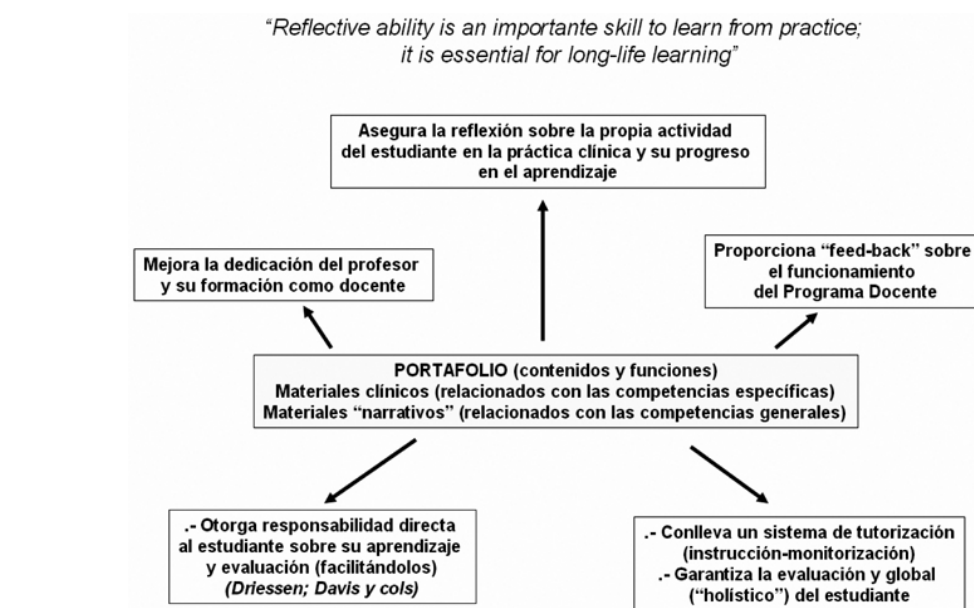 “Reflective ability is an importante skill to learn from practice;
it is essential for long-life learning”
Asegura la reflexión sobre la propia actividad
del estudiante en la práctica clínica y su progreso
en el aprendizaje
Mejora la dedicación del profesor
y su formación como docente
Proporciona “feed-back” sobre
el funcionamiento
del Programa Docente
PORTAFOLIO (contenidos y funciones)
Materiales clínicos (relacionados con las competencias específicas)
Materiales “narrativos” (relacionados con las competencias generales)
.- Otorga responsabilidad directa
al estudiante sobre su aprendizaje
y evaluación (facilitándolos)
(Driessen; Davis y cols)
.- Conlleva un sistema de tutorización
(instrucción-monitorización)
.- Garantiza la evaluación y global
(“holístico”) del estudiante